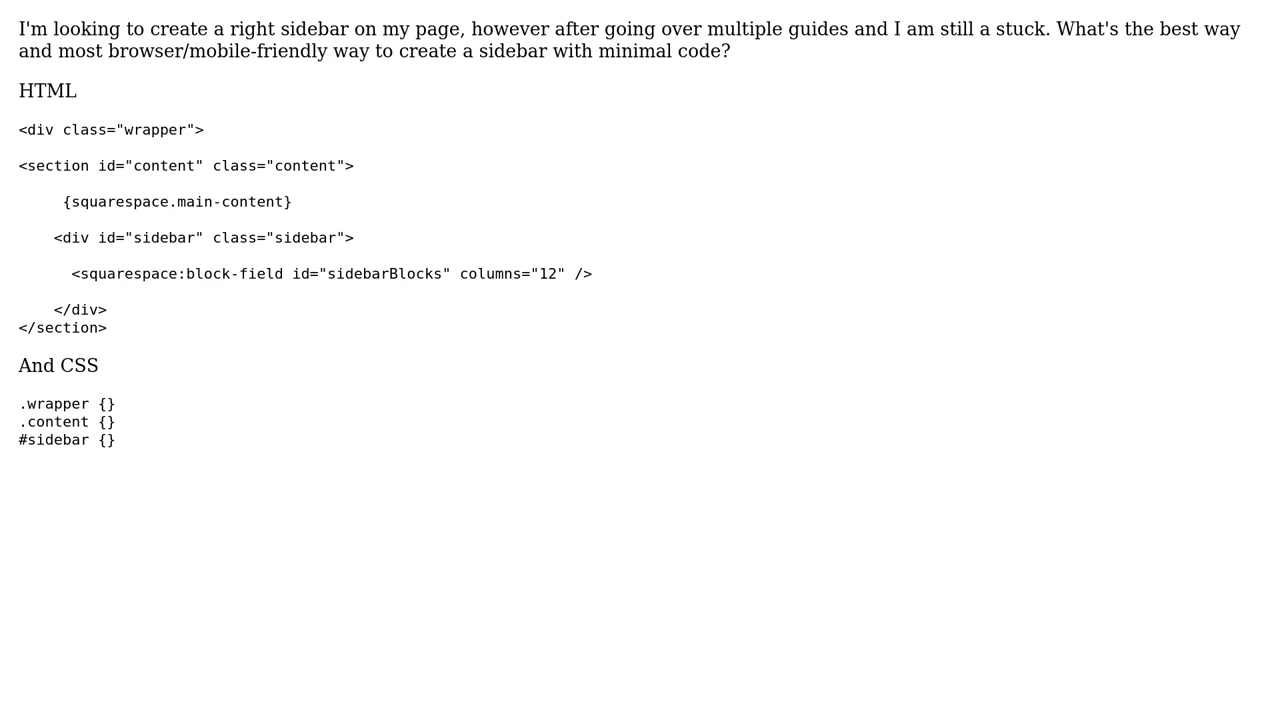 I'm looking to create a right sidebar on my page, however after going over multiple guides and I am still a stuck. What's the best way
and most browser/mobile-friendly way to create a sidebar with minimal code?
HTML
<div class="wrapper">
<section id="content" class="content">
{squarespace.main-content}
<div id="sidebar" class="sidebar">
<squarespace:block-field id="sidebarBlocks" columns="12" />
</div>
</section>
And CSS
.wrapper {}
.content {}
#sidebar {}